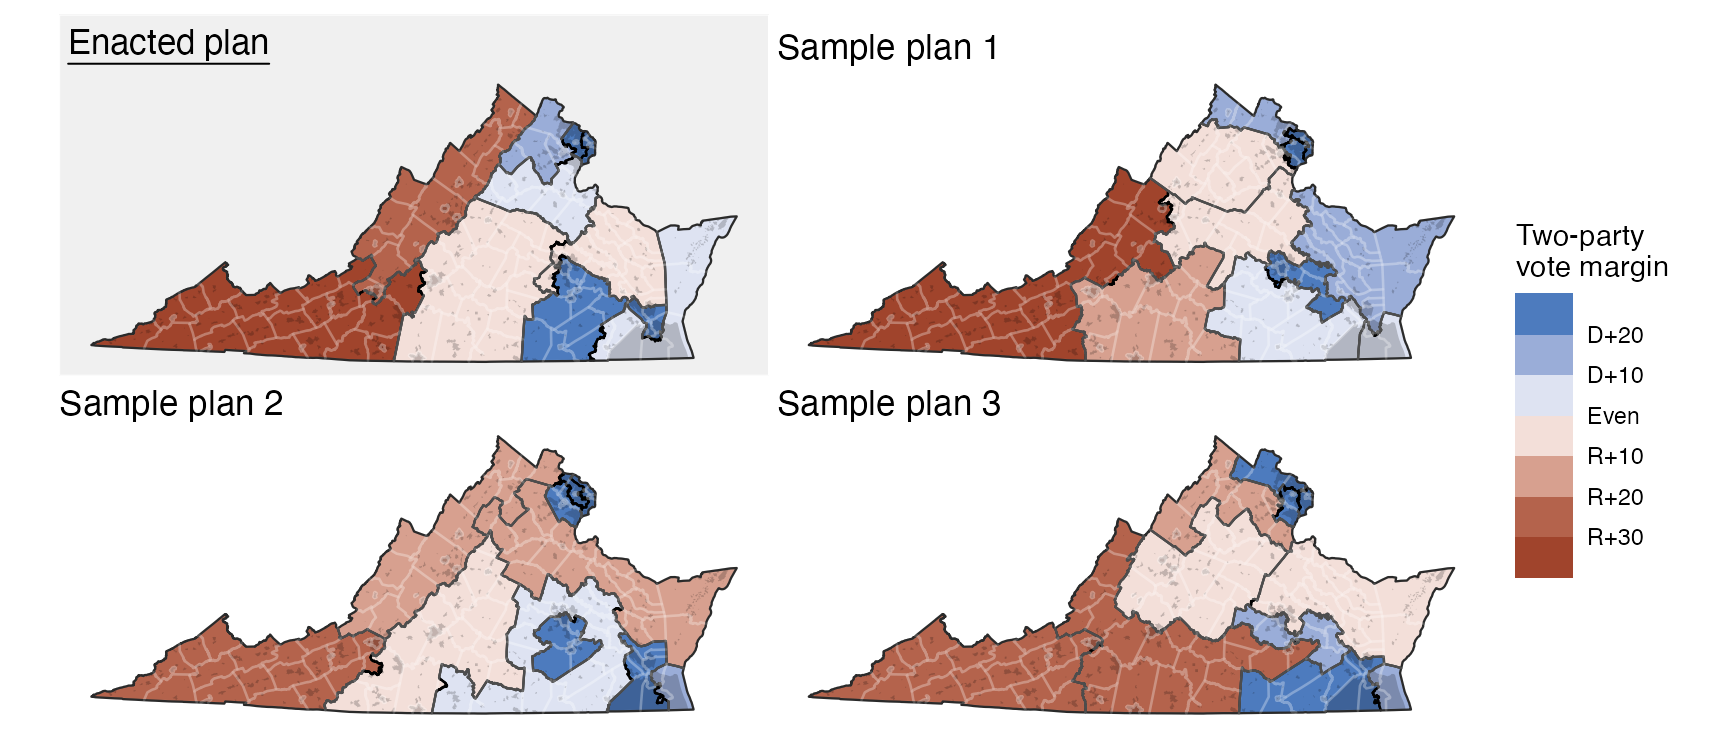 Enacted plan
Sample plan 1
Sample plan 2
Sample plan 3
Two-party
vote margin
D+20
D+10
Even
R+10
R+20
R+30